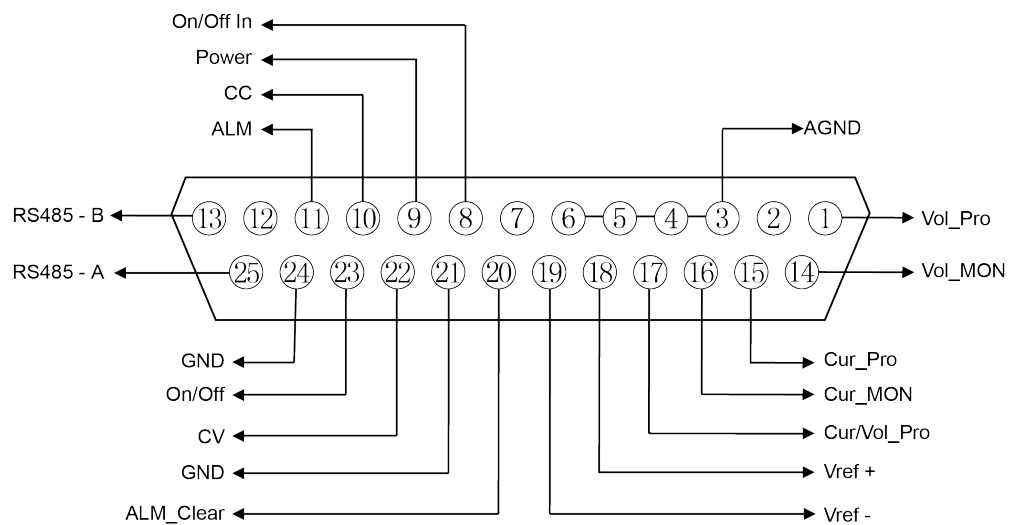 On/Off In
Power
CC
ALM
AGND
RS485 - B 13 12 11 10 9 8 7 6 5 4 3 2 1 Vol_Pro
RS485 - A 25 24 23 22 21 20 19 18 17 16 15 14 Vol_MON
GND Cur_Pro
On/Off Cur_MON
CV Cur/Vol_Pro
GND Vref +
ALM_Clear Vref -